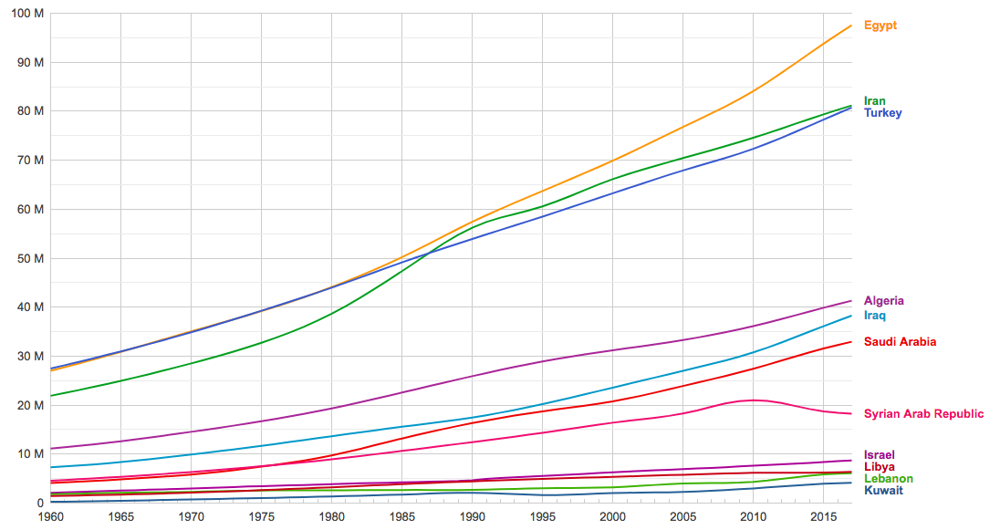 100 M
90 M
80 M
70 M
60 M
50 M
40 M
30 M
20 M
10 M
0
1960 1965 1970 1975 1980 1985 1990 1995 2000 2005 2010 2015
Egypt
Iran
Turkey
Algeria
Iraq
Saudi Arabia
Syrian Arab Republic
Israel
Libya
Lebanon
Kuwait